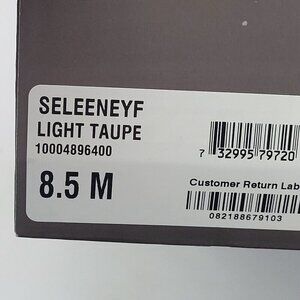 SELEENEYF
LIGHT TAUPE
10004896400
8.5 M
7 32995 79720
Customer Return Lab
082188679103